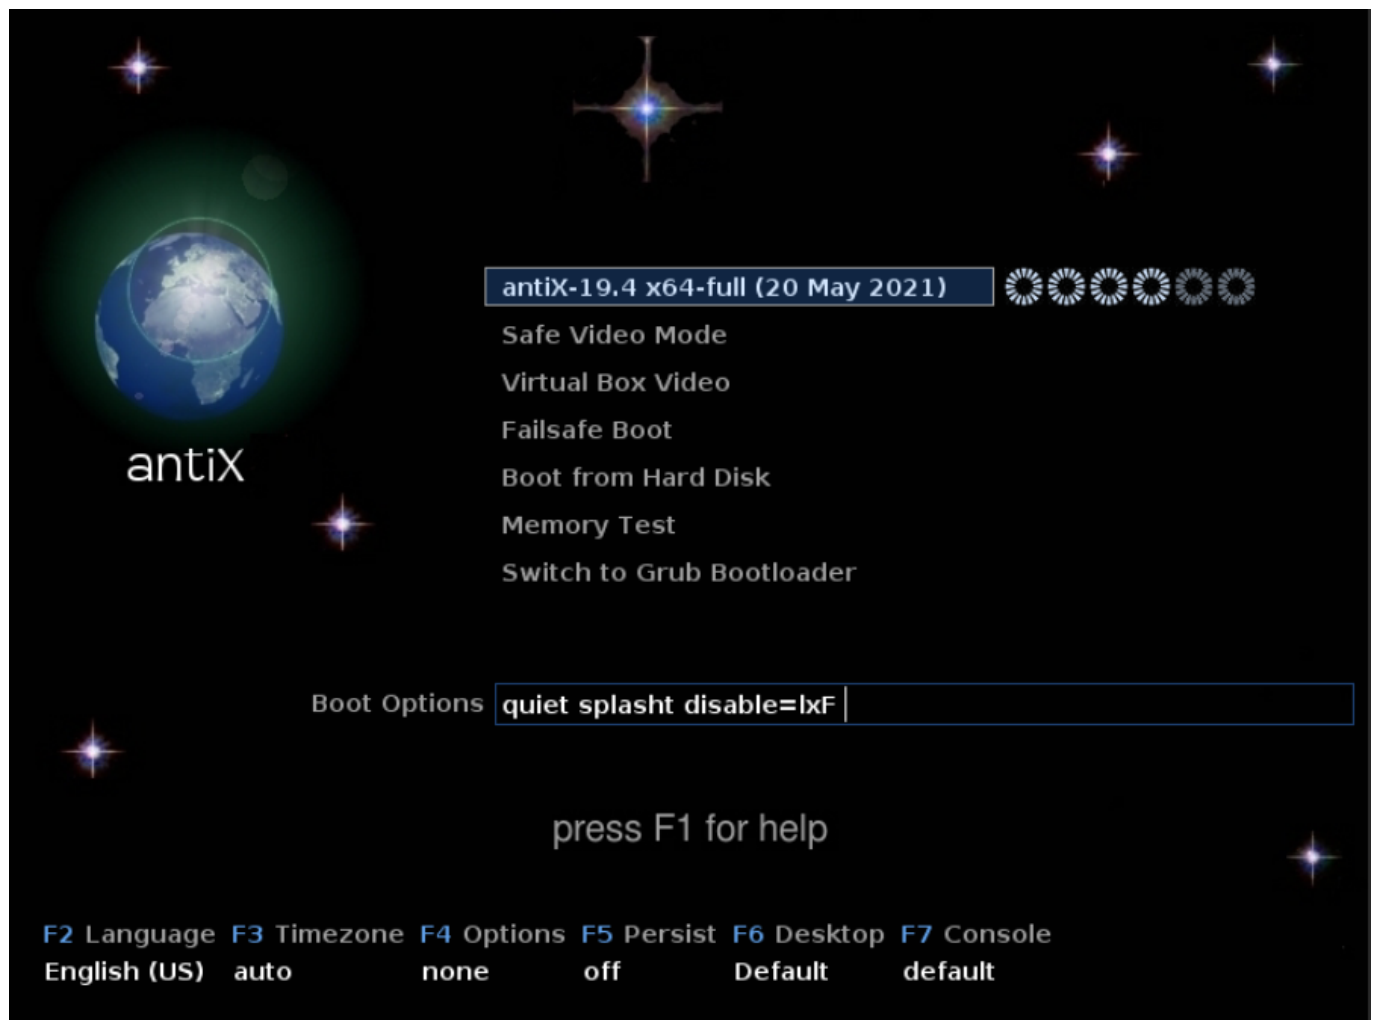 antiX-19.4 x64-full (20 May 2021)
Safe Video Mode
Virtual Box Video
Failsafe Boot
antiX
Boot from Hard Disk
Memory Test
Switch to Grub Bootloader
Boot Options quiet splasht disable=lxF
press F1 for help
F2 Language F3 Timezone F4 Options F5 Persist F6 Desktop F7 Console
English (US) auto none off Default default